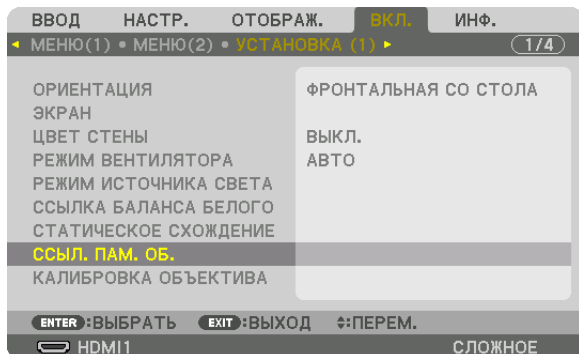 ВВОД НАСТР. ОТОБРАЖ. ВКЛ. ИНФ.
МЕНЮ(1) • МЕНЮ(2) • УСТАНОВКА (1) 1/4
ОРИЕНТАЦИЯ ФРОНТАЛЬНАЯ СО СТОЛА
ЭКРАН
ЦВЕТ СТЕНЫ ВЫКЛ.
РЕЖИМ ВЕНТИЛЯТОРА АВТО
РЕЖИМ ИСТОЧНИКА СВЕТА
ССЫЛКА БАЛАНСА БЕЛОГО
СТАТИЧЕСКОЕ СХОЖДЕНИЕ
ССЫЛ. ПАМ. ОБ.
КАЛИБРОВКА ОБЪЕКТИВА
ENTER :ВЫБРАТЬ EXIT :ВЫХОД :ПЕРЕМ.
HDMI1 СЛОЖНОЕ